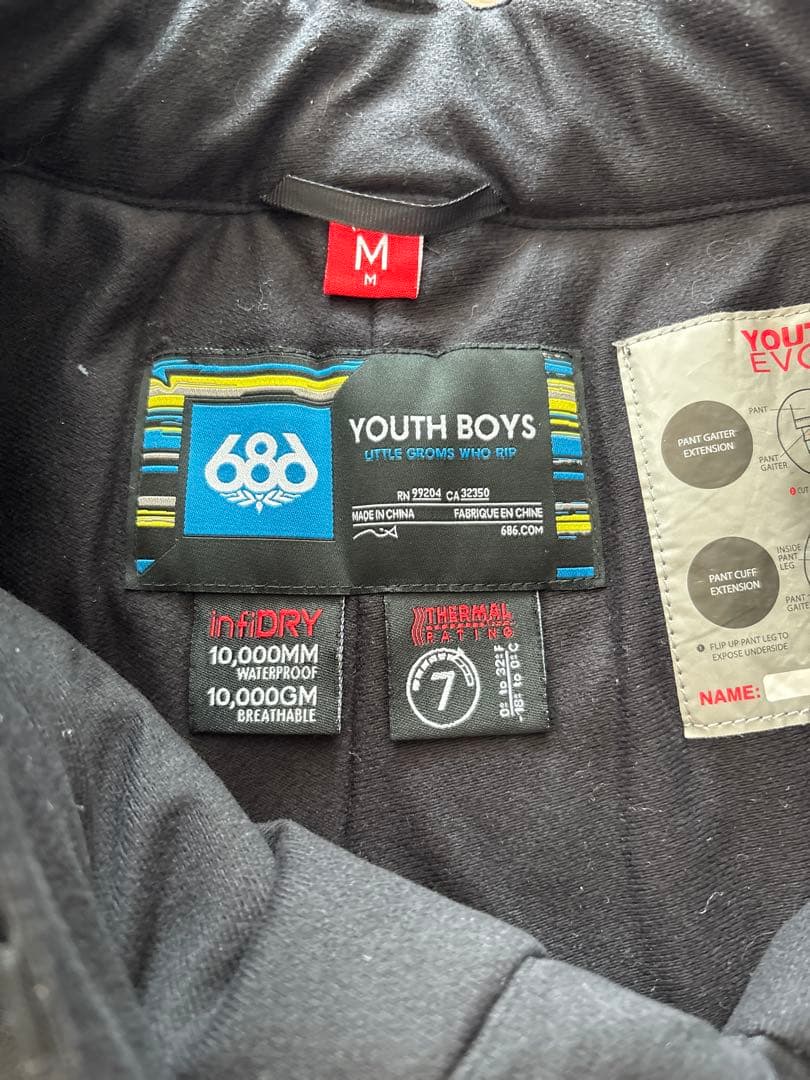 M
M
686
YOUTH BOYS
LITTLE GROMS WHO RIP
RN 99204 CA 32350
MADE IN CHINA FABRIQUE EN CHINE
686.COM
infiDRY
10,000MM
WATERPROOF
10,000GM
BREATHABLE
THERMAL
RATING
7
0° to 32°F
-18° to 0°C
PANT GAITER
EXTENSION
PANT
PANT
GAITER
PANT CUFF
EXTENSION
INSIDE
PANT
LEG
PANT
1 FLIP UP PANT LEG TO
EXPOSE UNDERSIDE
NAME: